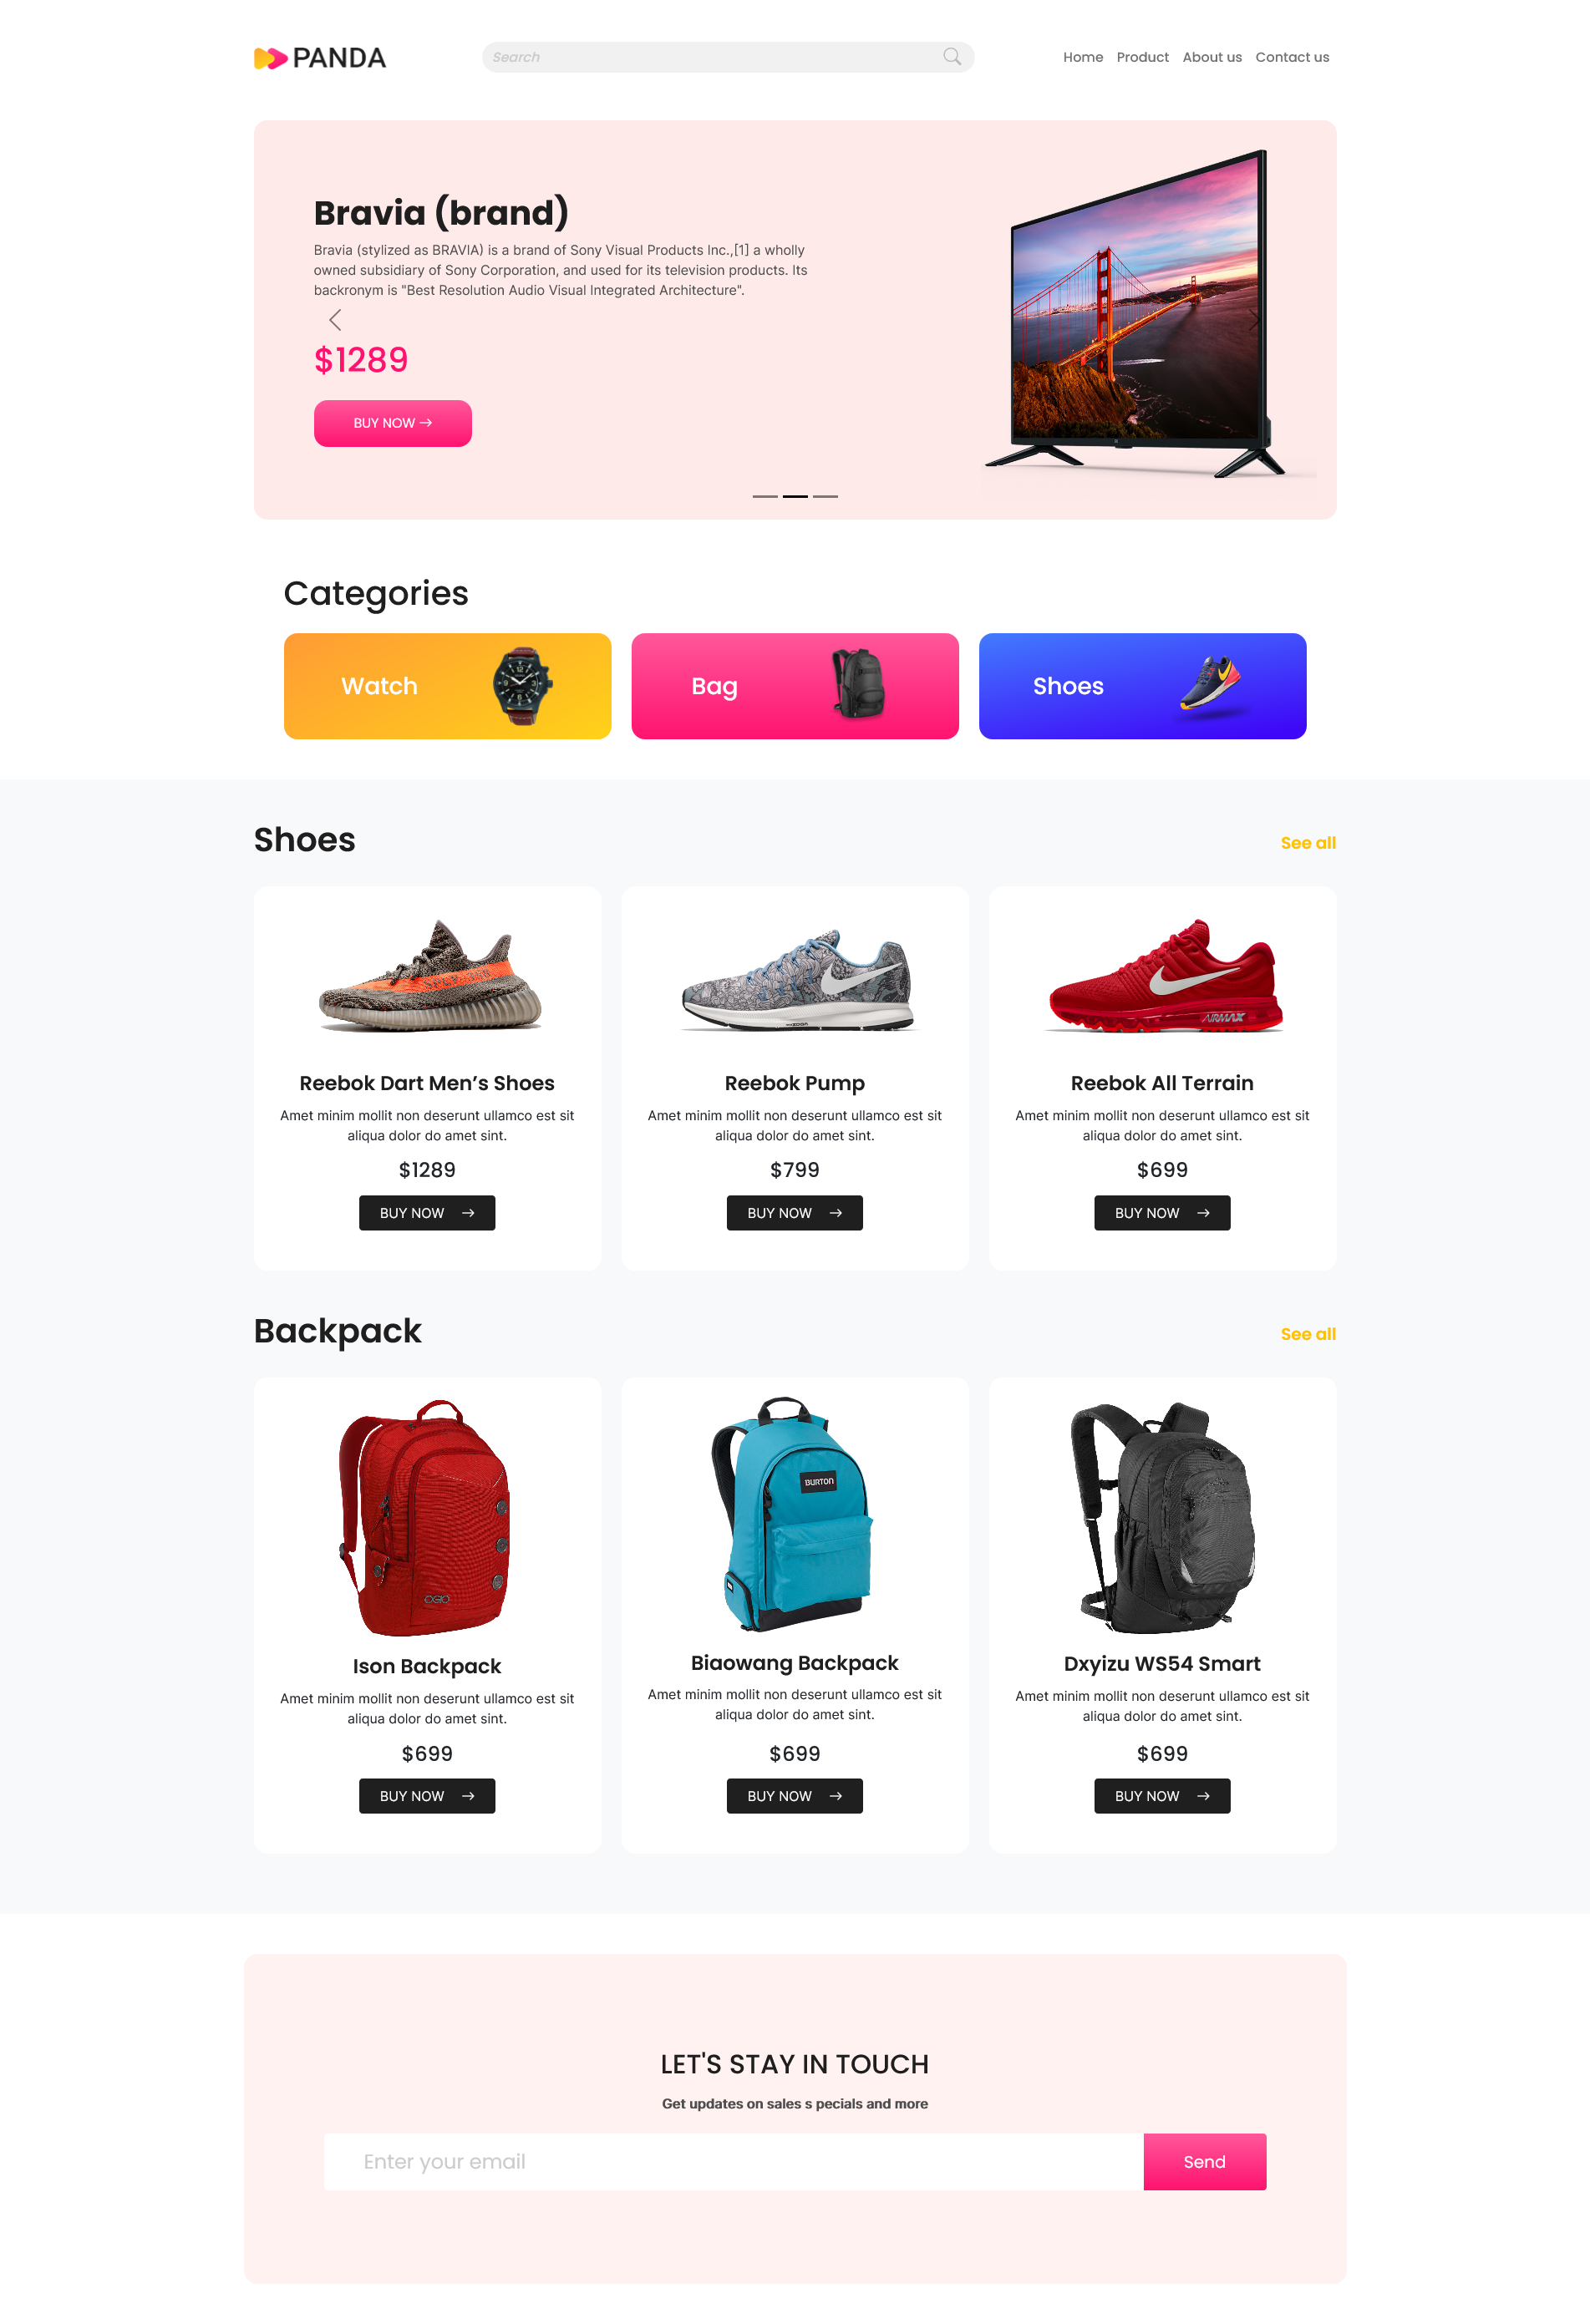 PANDA
Search
Home Product About us Contact us
Bravia (brand)
Bravia (stylized as BRAVIA) is a brand of Sony Visual Products Inc.,[1] a wholly
owned subsidiary of Sony Corporation, and used for its television products. Its
backronym is "Best Resolution Audio Visual Integrated Architecture".
$1289
BUY NOW →
Categories
Watch
Bag
Shoes
Shoes
See all
Reebok Dart Men’s Shoes
Amet minim mollit non deserunt ullamco est sit
aliqua dolor do amet sint.
$1289
BUY NOW →
Reebok Pump
Amet minim mollit non deserunt ullamco est sit
aliqua dolor do amet sint.
$799
BUY NOW →
AIRMAX
Reebok All Terrain
Amet minim mollit non deserunt ullamco est sit
aliqua dolor do amet sint.
$699
BUY NOW →
Backpack
See all
OGIO
Ison Backpack
Amet minim mollit non deserunt ullamco est sit
aliqua dolor do amet sint.
$699
BUY NOW →
BURTON
Biaowang Backpack
Amet minim mollit non deserunt ullamco est sit
aliqua dolor do amet sint.
$699
BUY NOW →
Dxyizu WS54 Smart
Amet minim mollit non deserunt ullamco est sit
aliqua dolor do amet sint.
$699
BUY NOW →
LET'S STAY IN TOUCH
Get updates on sales s pecials and more
Enter your email
Send